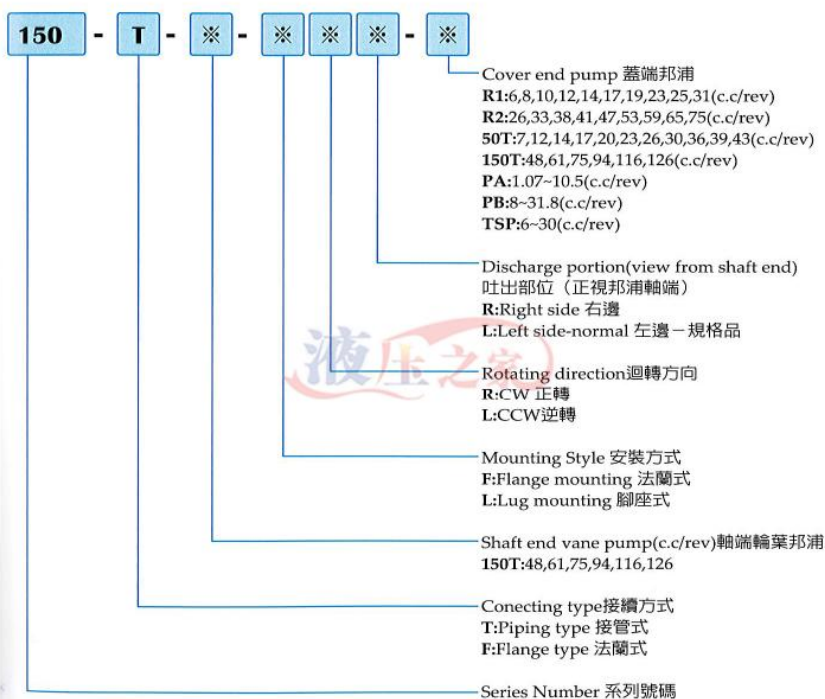 150 - T - ※ - ※ ※ ※ - ※
Cover end pump 蓋端邦浦
R1:6,8,10,12,14,17,19,23,25,31(c.c/rev)
R2:26,33,38,41,47,53,59,65,75(c.c/rev)
50T:7,12,14,17,20,23,26,30,36,39,43(c.c/rev)
150T:48,61,75,94,116,126(c.c/rev)
PA:1.07~10.5(c.c/rev)
PB:8~31.8(c.c/rev)
TSP:6~30(c.c/rev)
Discharge portion(view from shaft end)
吐出部位（正視邦浦軸端）
R:Right side 右邊
L:Left side-normal 左邊－規格品
液压之家
Rotating direction迴轉方向
R:CW 正轉
L:CCW逆轉
Mounting Style 安裝方式
F:Flange mounting 法蘭式
L:Lug mounting 腳座式
Shaft end vane pump(c.c/rev)軸端輪葉邦浦
150T:48,61,75,94,116,126
Conecting type接續方式
T:Piping type 接管式
F:Flange type 法蘭式
Series Number 系列號碼